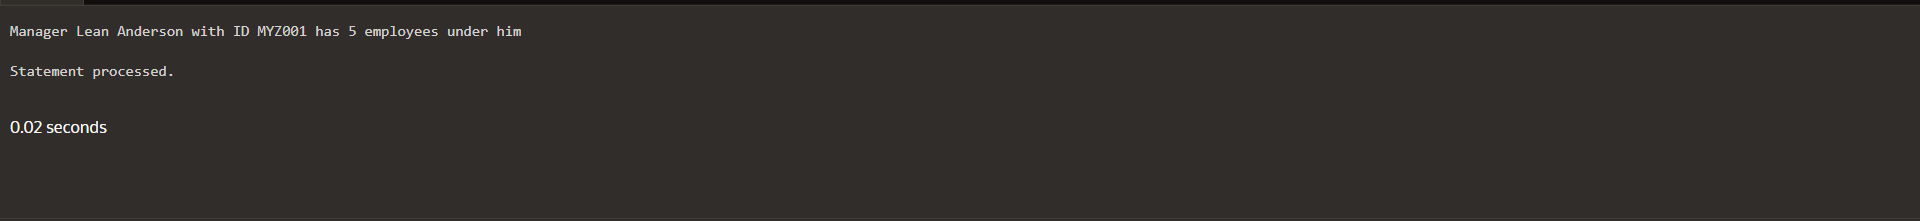 Manager Lean Anderson with ID MYZ001 has 5 employees under him
Statement processed.
0.02 seconds